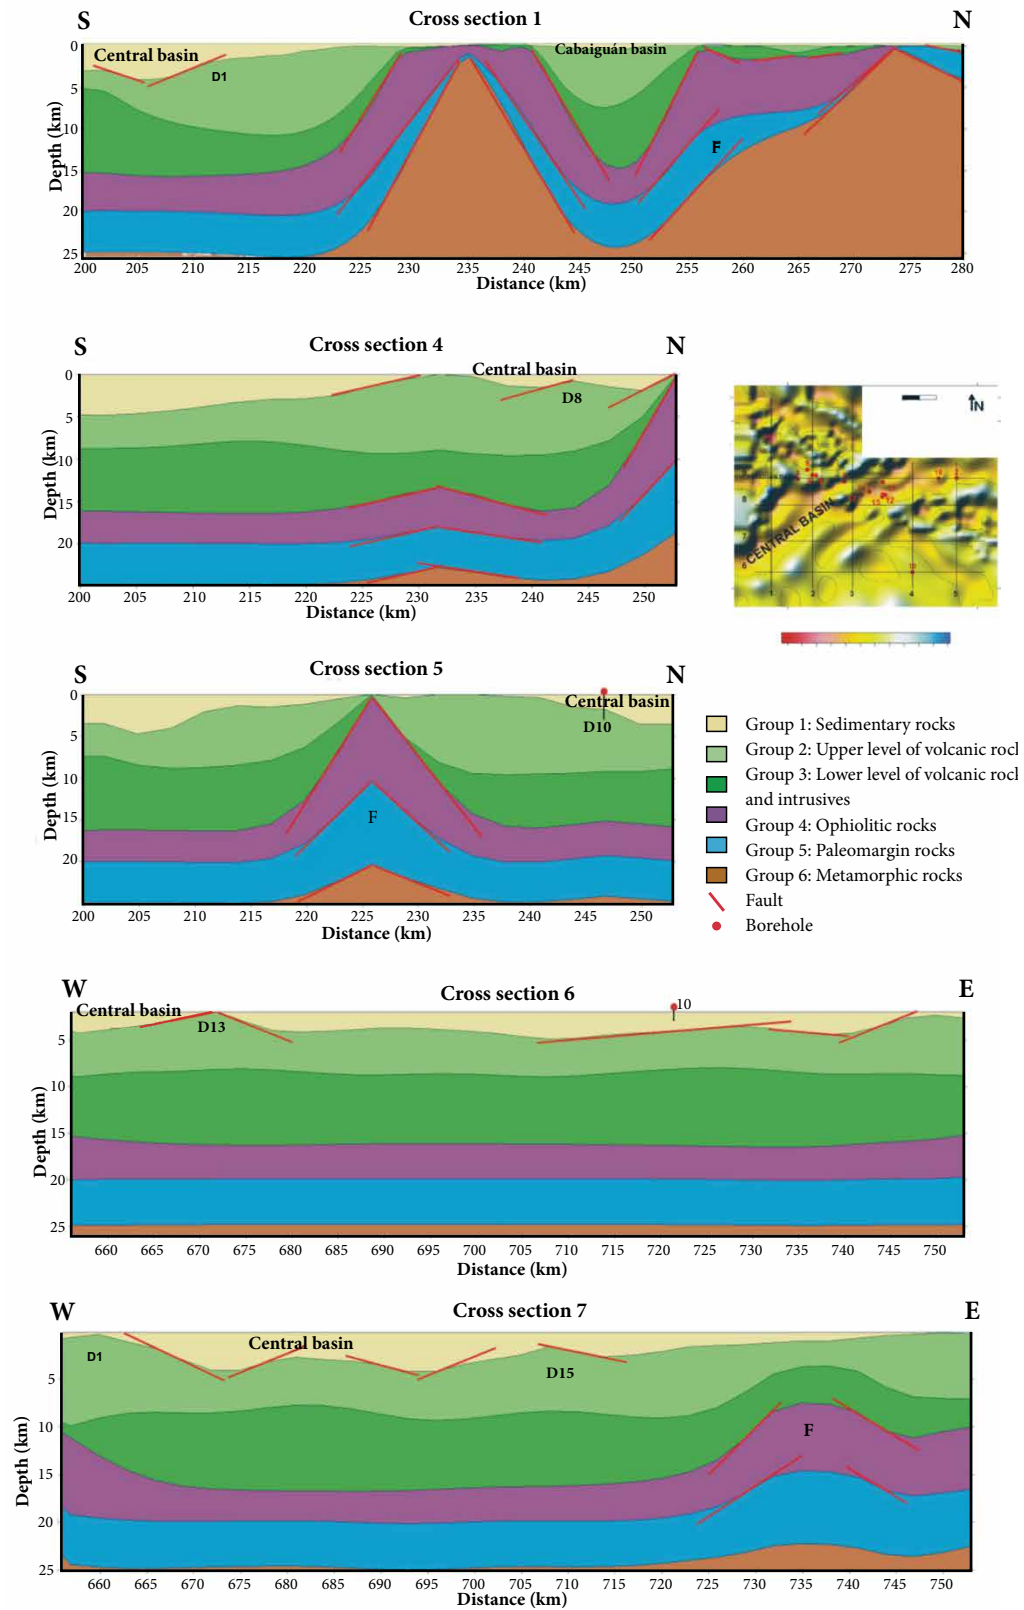 S
Cross section 1
N
Central basin
D1
Cabaiguán basin
F
0
5
10
15
20
25
Depth (km)
200 205 210 215 220 225 230 235 240 245 250 255 260 265 270 275 280
Distance (km)
S
Cross section 4
N
Central basin
D8
0
5
10
15
20
Depth (km)
200 205 210 215 220 225 230 235 240 245 250
Distance (km)
N
CENTRAL BASIN
S
Cross section 5
N
Central basin
D10
F
0
5
10
15
20
Depth (km)
200 205 210 215 220 225 230 235 240 245 250
Distance (km)
Group 1: Sedimentary rocks
Group 2: Upper level of volcanic rock
Group 3: Lower level of volcanic rock
and intrusives
Group 4: Ophiolitic rocks
Group 5: Paleomargin rocks
Group 6: Metamorphic rocks
Fault
Borehole
W
Cross section 6
E
Central basin
D13
10
5
10
15
20
25
Depth (km)
660 665 670 675 680 685 690 695 700 705 710 715 720 725 730 735 740 745 750
Distance (km)
W
Cross section 7
E
D1
Central basin
D15
F
5
10
15
20
25
Depth (km)
660 665 670 675 680 685 690 695 700 705 710 715 720 725 730 735 740 745 750
Distance (km)